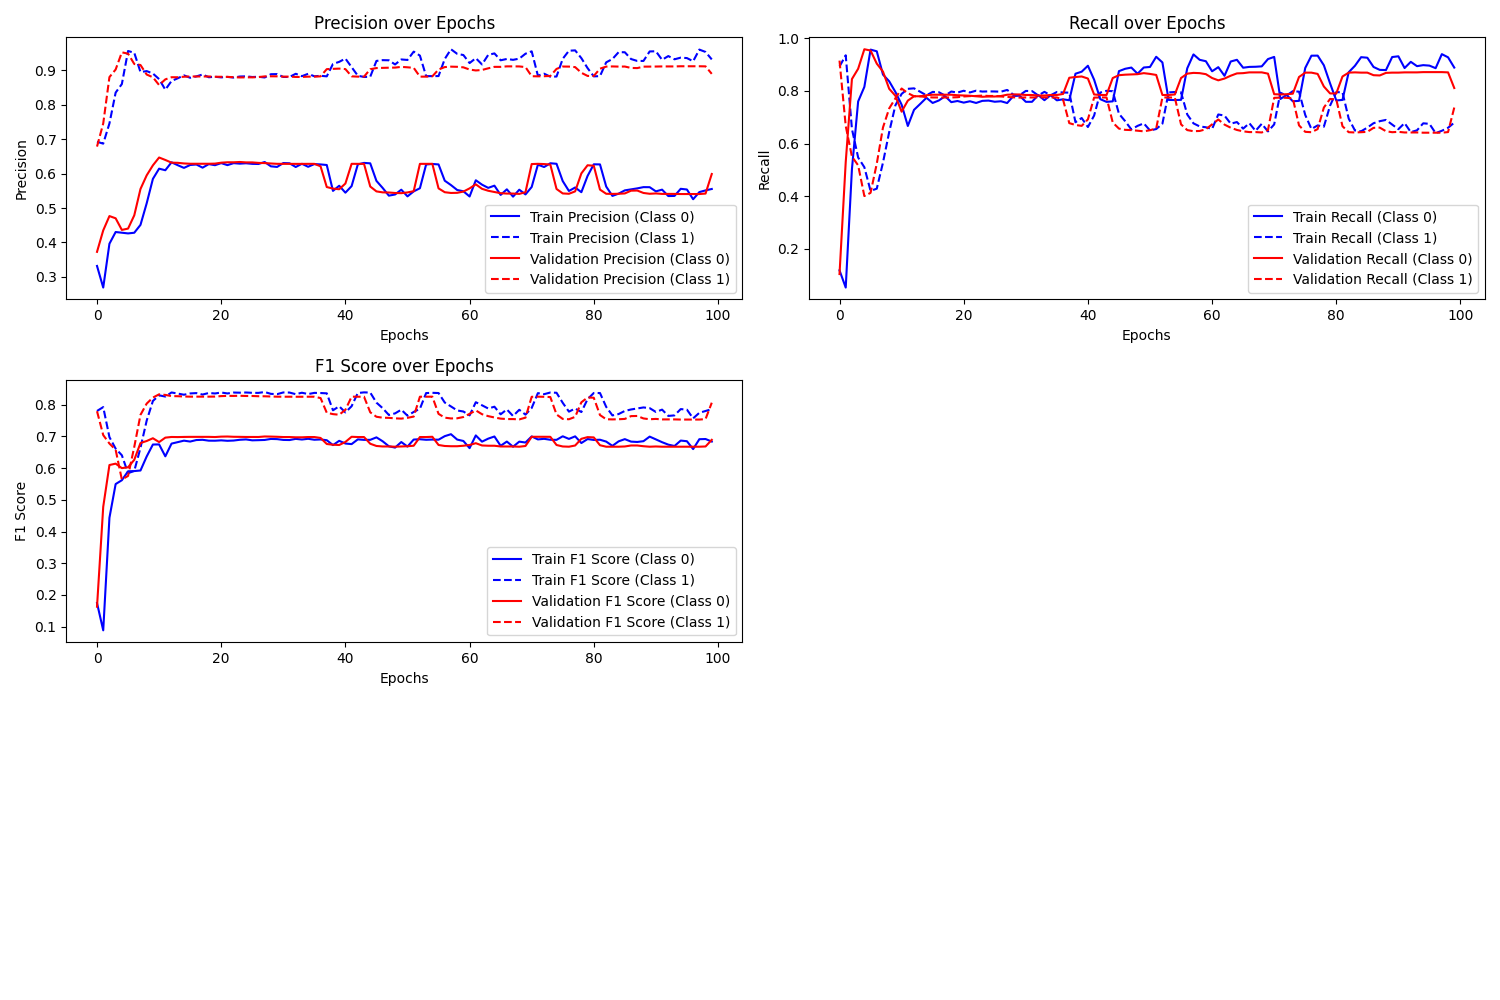 Precision over Epochs
Precision
0.9
0.8
0.7
0.6
0.5
0.4
0.3
0 20 40 60 80 100
Epochs
Train Precision (Class 0)
Train Precision (Class 1)
Validation Precision (Class 0)
Validation Precision (Class 1)
Recall over Epochs
Recall
1.0
0.8
0.6
0.4
0.2
0 20 40 60 80 100
Epochs
Train Recall (Class 0)
Train Recall (Class 1)
Validation Recall (Class 0)
Validation Recall (Class 1)
F1 Score over Epochs
F1 Score
0.8
0.7
0.6
0.5
0.4
0.3
0.2
0.1
0 20 40 60 80 100
Epochs
Train F1 Score (Class 0)
Train F1 Score (Class 1)
Validation F1 Score (Class 0)
Validation F1 Score (Class 1)